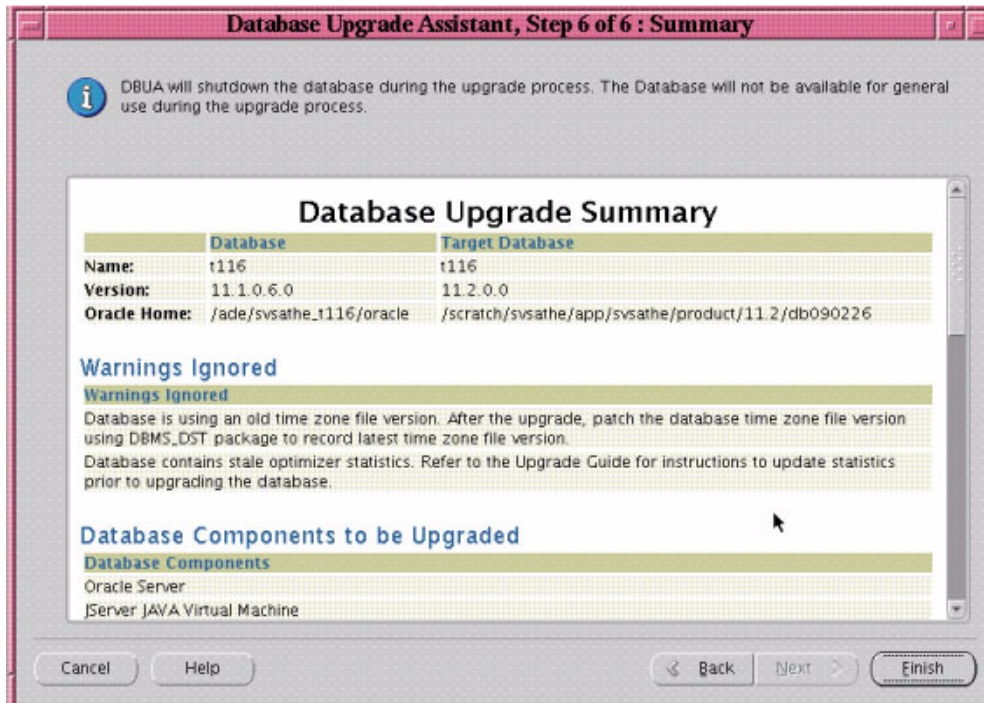 Database Upgrade Assistant, Step 6 of 6 : Summary
DBUA will shutdown the database during the upgrade process. The Database will not be available for general
use during the upgrade process.
Database Upgrade Summary
Database Target Database
Name: t116 t116
Version: 11.1.0.6.0 11.2.0.0
Oracle Home: /ade/svsathe_t116/oracle /scratch/svsathe/app/svsathe/product/11.2/db090226
Warnings Ignored
Warnings Ignored
Database is using an old time zone file version. After the upgrade, patch the database time zone file version
using DBMS_DST package to record latest time zone file version.
Database contains stale optimizer statistics. Refer to the Upgrade Guide for instructions to update statistics
prior to upgrading the database.
Database Components to be Upgraded
Database Components
Oracle Server
JServer JAVA Virtual Machine
Cancel Help Back Next Finish